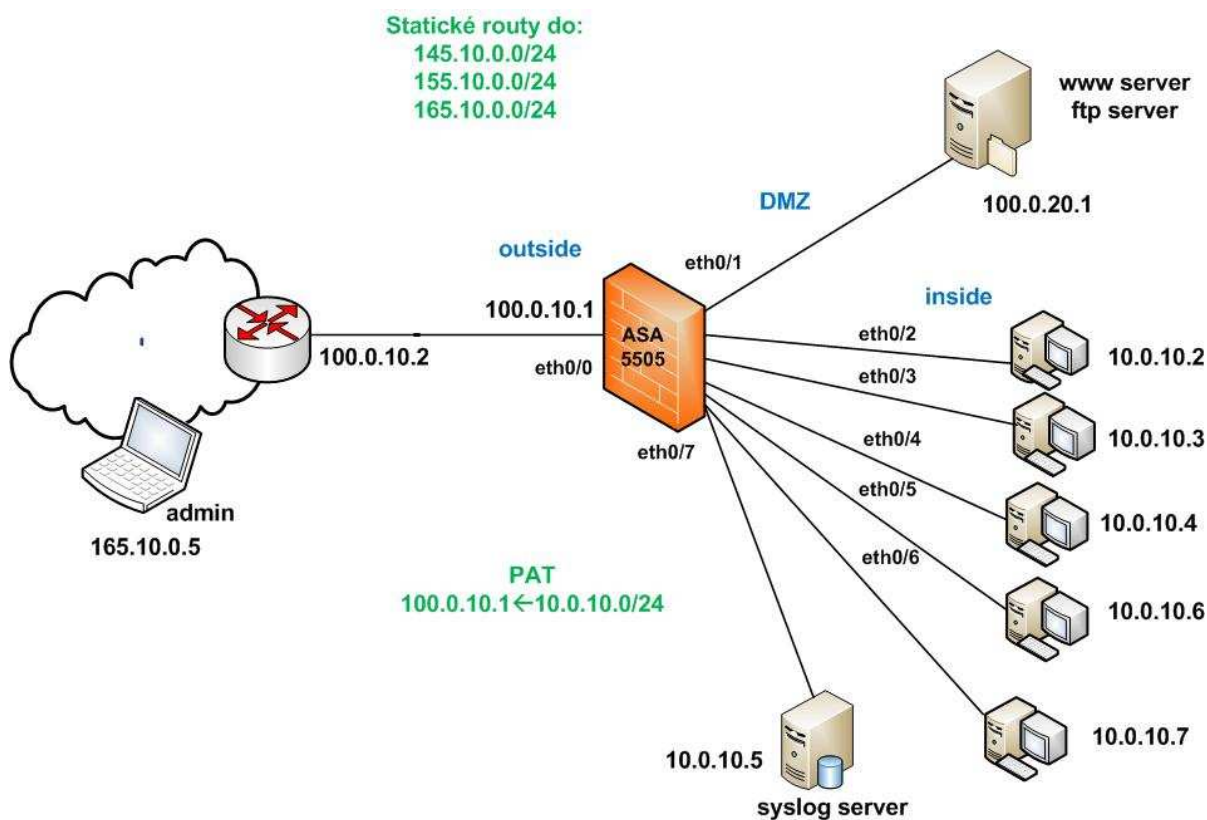 Statické routy do:
145.10.0.0/24
155.10.0.0/24
165.10.0.0/24
www server
ftp server
100.0.20.1
DMZ
outside
eth0/1
inside
100.0.10.1
ASA
5505
eth0/2
10.0.10.2
100.0.10.2
eth0/0
eth0/3
10.0.10.3
eth0/4
eth0/7
eth0/5
10.0.10.4
admin
165.10.0.5
eth0/6
PAT
100.0.10.1←10.0.10.0/24
10.0.10.6
10.0.10.7
10.0.10.5
syslog server